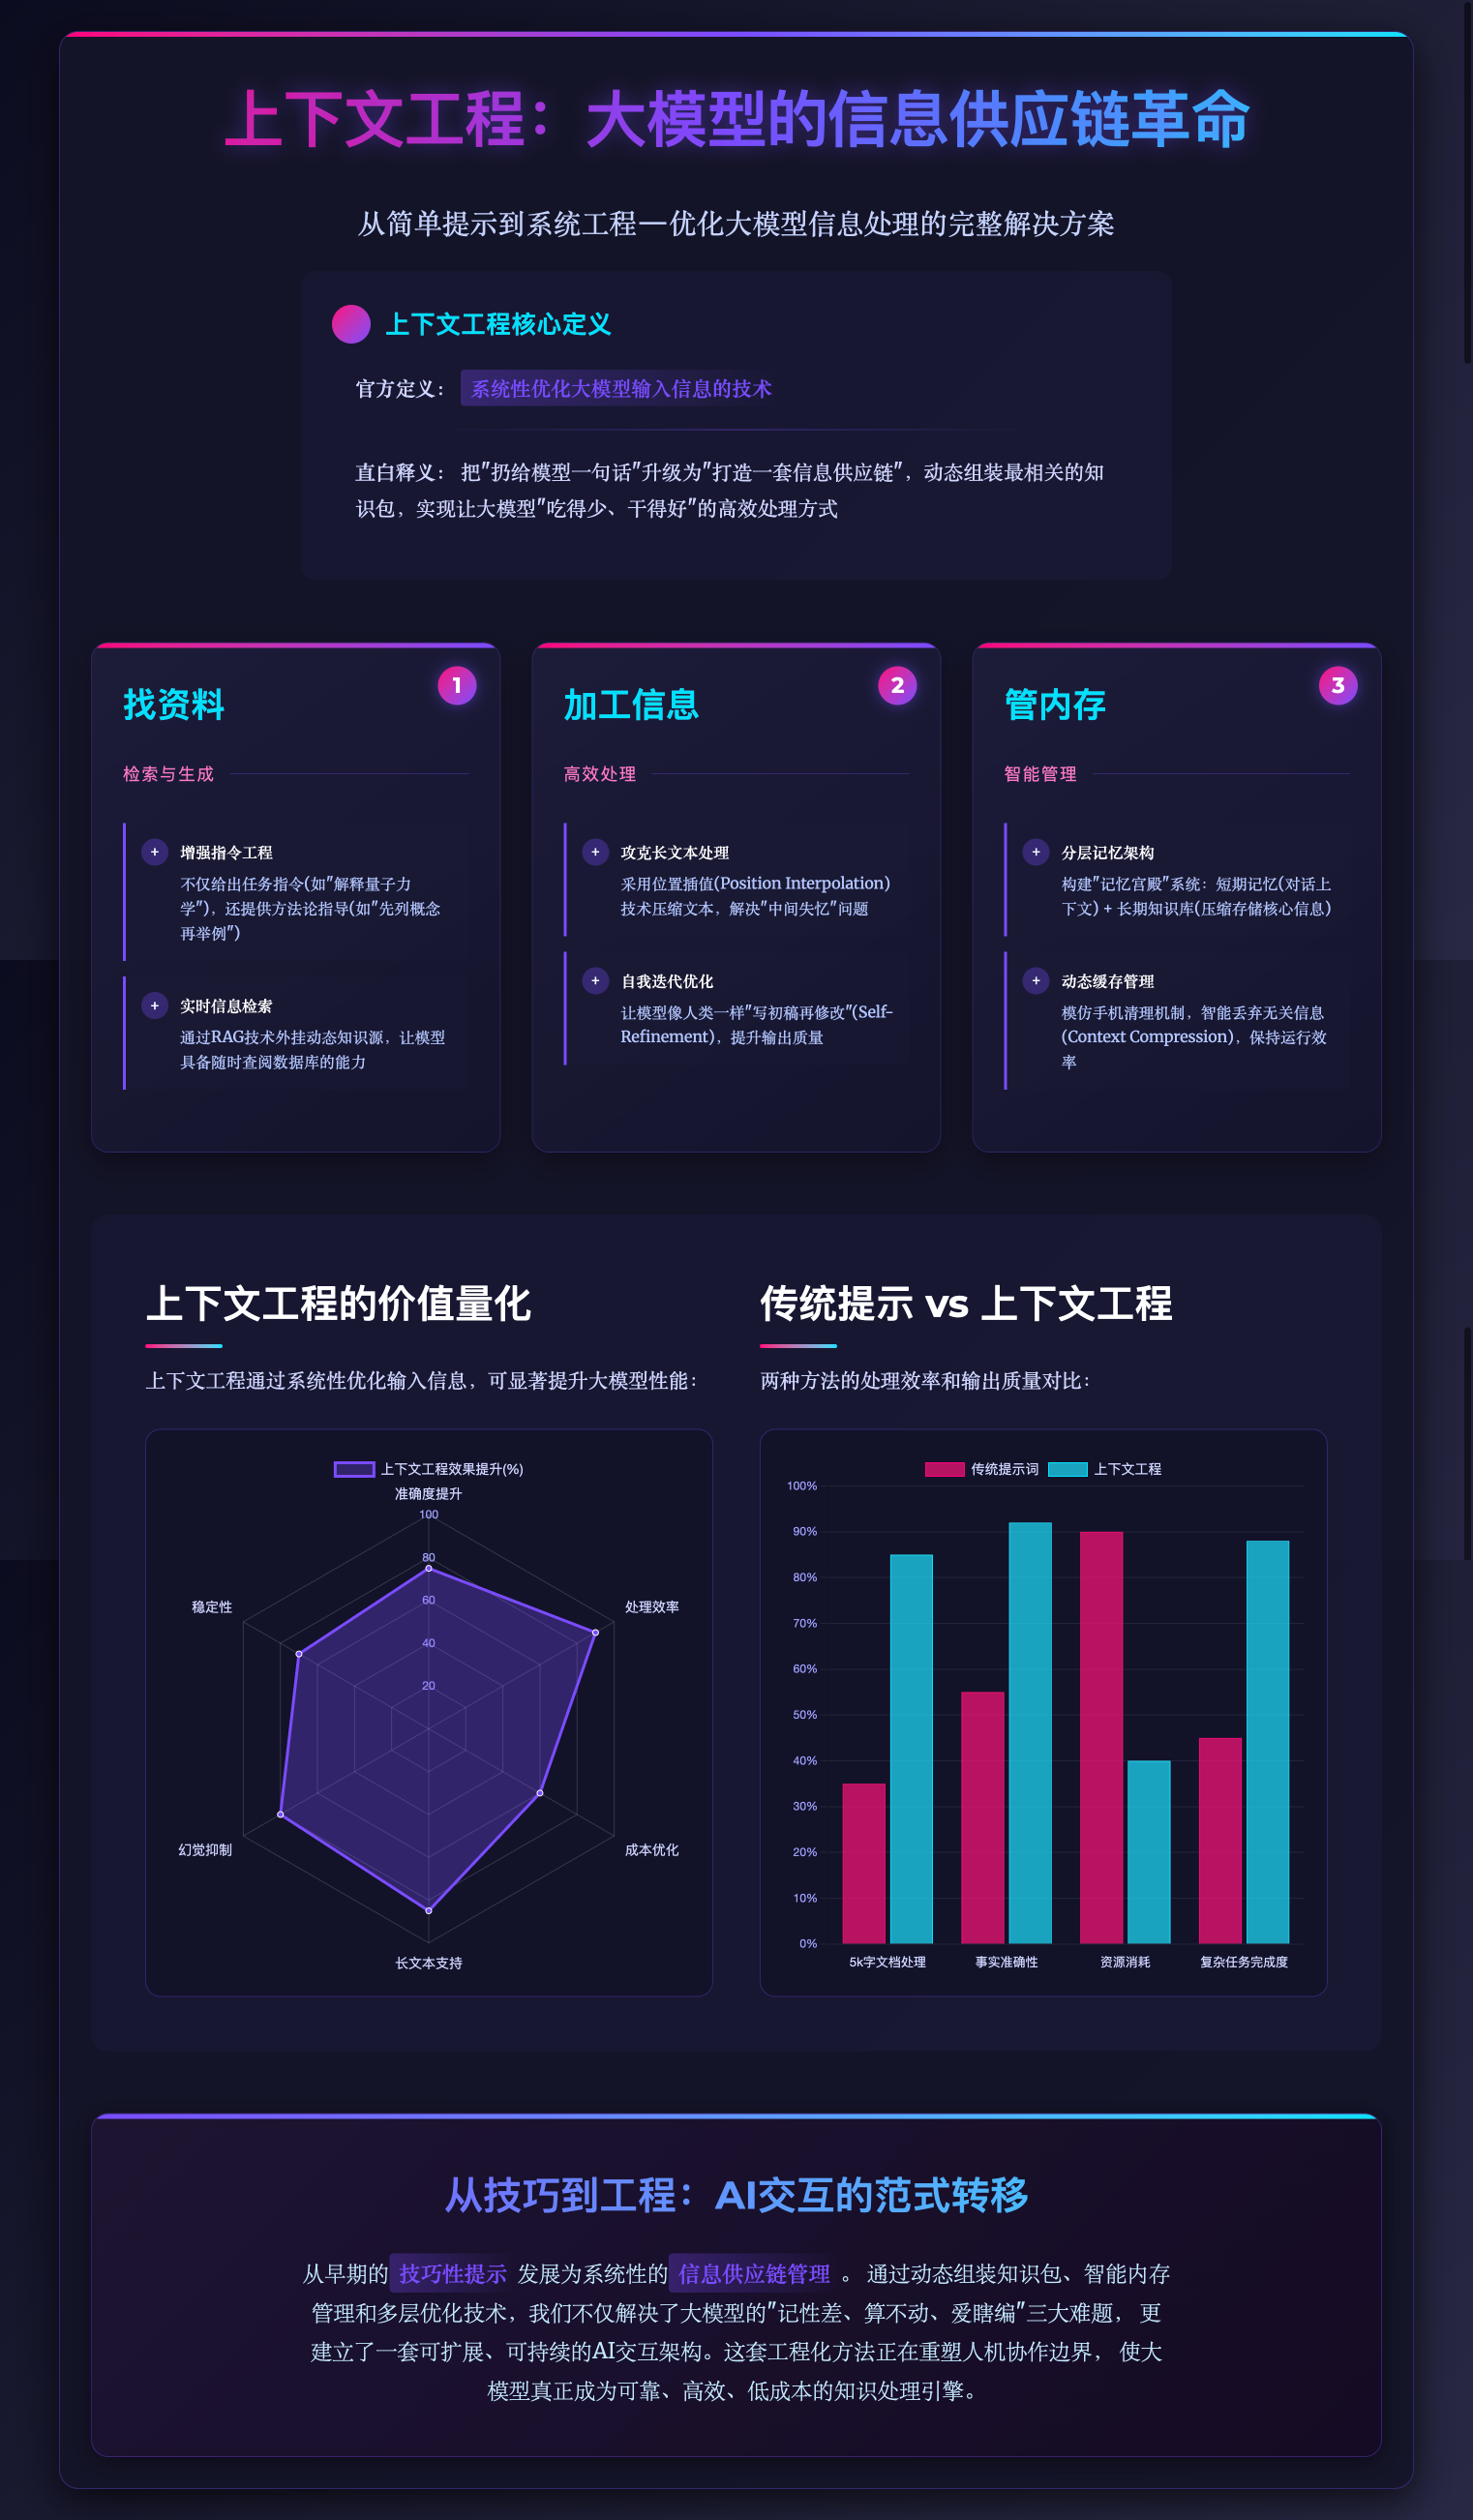 上下文工程：大模型的信息供应链革命
从简单提示到系统工程—优化大模型信息处理的完整解决方案
上下文工程核心定义
官方定义： 系统性优化大模型输入信息的技术
直白释义： 把"扔给模型一句话"升级为"打造一套信息供应链"，动态组装最相关的知
识包，实现让大模型"吃得少、干得好"的高效处理方式
1
找资料
检索与生成
+ 增强指令工程
不仅给出任务指令(如"解释量子力
学")，还提供方法论指导(如"先列概念
再举例")
+ 实时信息检索
通过RAG技术外挂动态知识源，让模型
具备随时查阅数据库的能力
2
加工信息
高效处理
+ 攻克长文本处理
采用位置插值(Position Interpolation)
技术压缩文本，解决"中间失忆"问题
+ 自我迭代优化
让模型像人类一样"写初稿再修改"(Self-
Refinement)，提升输出质量
3
管内存
智能管理
+ 分层记忆架构
构建"记忆宫殿"系统：短期记忆(对话上
下文) + 长期知识库(压缩存储核心信息)
+ 动态缓存管理
模仿手机清理机制，智能丢弃无关信息
(Context Compression)，保持运行效
率
上下文工程的价值量化
上下文工程通过系统性优化输入信息，可显著提升大模型性能：
上下文工程效果提升(%)
准确度提升
100
80
60
40
20
稳定性
处理效率
幻觉抑制
成本优化
长文本支持
传统提示 vs 上下文工程
两种方法的处理效率和输出质量对比：
传统提示词 上下文工程
100%
90%
80%
70%
60%
50%
40%
30%
20%
10%
0%
5k字文档处理 事实准确性 资源消耗 复杂任务完成度
从技巧到工程：AI交互的范式转移
从早期的 技巧性提示 发展为系统性的 信息供应链管理 。 通过动态组装知识包、智能内存
管理和多层优化技术，我们不仅解决了大模型的"记性差、算不动、爱瞎编"三大难题， 更
建立了一套可扩展、可持续的AI交互架构。这套工程化方法正在重塑人机协作边界， 使大
模型真正成为可靠、高效、低成本的知识处理引擎。